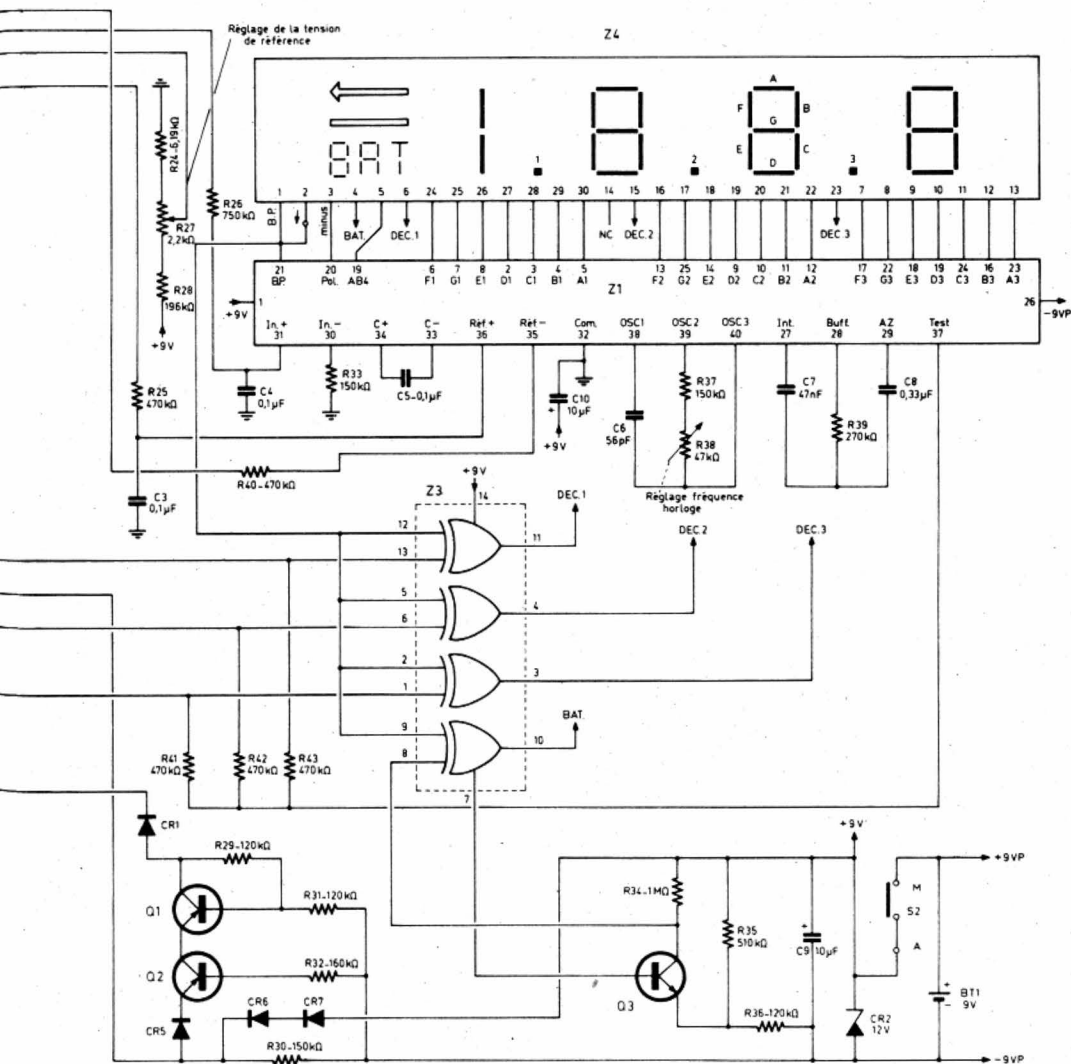 Règlage de la tension
de référence
Z4
A
F B
G
E C
D
BAT
1 2 3
1 2 3 4 5 6 24 25 26 27 28 29 30 14 15 16 17 18 19 20 21 22 23 7 8 9 10 11 12 13
B.P. minus BAT. DEC.1 NC DEC.2 DEC.3
21 20 19 6 7 8 2 3 4 5 13 25 14 9 10 11 12 17 22 18 19 24 16 23
B.P. Pol. AB4 F1 G1 E1 D1 C1 B1 A1 F2 G2 E2 D2 C2 B2 A2 F3 G3 E3 D3 C3 B3 A3
Z1
1
+9V
26
-9VP
In.+ In.- C+ C- Réf+ Réf- Com. OSC1 OSC2 OSC3 Int. Buff. AZ Test
31 30 34 33 36 35 32 38 39 40 27 28 29 37
R24-6,19kΩ
R26
750kΩ
R27
2,2kΩ
R28
196kΩ
+9V
R25
470kΩ
C4
0,1µF
R33
150kΩ
C5-0,1µF
C10
10µF
+
+9V
C6
56pF
R37
150kΩ
R38
47kΩ
Règlage fréquence
horloge
C7
47nF
R39
270kΩ
C8
0,33µF
R40-470kΩ
C3
0,1µF
+9V
Z3
14
12
13
11
DEC.1
5
6
4
DEC.2
2
1
3
DEC.3
9
8
10
BAT.
7
R41
470kΩ
R42
470kΩ
R43
470kΩ
CR1
R29-120kΩ
Q1
R31-120kΩ
Q2
R32-160kΩ
CR6 CR7
CR5
R30-150kΩ
R34-1MΩ
Q3
R35
510kΩ
R36-120kΩ
+
C9 10µF
+9V
+9VP
M
S2
A
CR2
12V
+
BT1
-
9V
-9VP